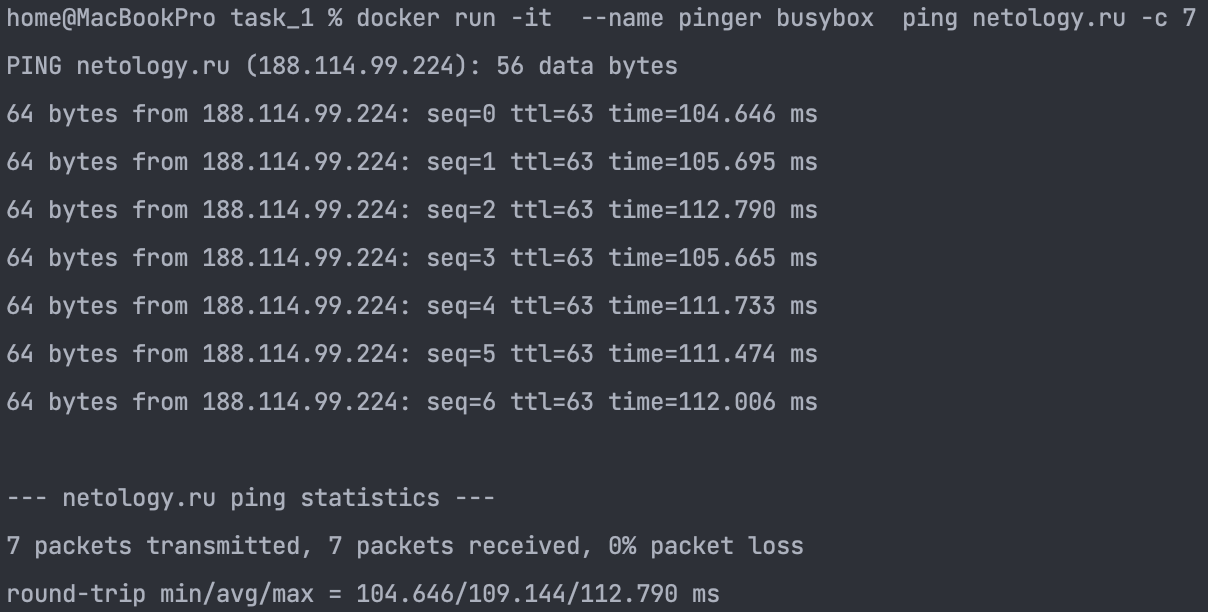 home@MacBookPro task_1 % docker run -it  --name pinger busybox  ping netology.ru -c 7
PING netology.ru (188.114.99.224): 56 data bytes
64 bytes from 188.114.99.224: seq=0 ttl=63 time=104.646 ms
64 bytes from 188.114.99.224: seq=1 ttl=63 time=105.695 ms
64 bytes from 188.114.99.224: seq=2 ttl=63 time=112.790 ms
64 bytes from 188.114.99.224: seq=3 ttl=63 time=105.665 ms
64 bytes from 188.114.99.224: seq=4 ttl=63 time=111.733 ms
64 bytes from 188.114.99.224: seq=5 ttl=63 time=111.474 ms
64 bytes from 188.114.99.224: seq=6 ttl=63 time=112.006 ms
--- netology.ru ping statistics ---
7 packets transmitted, 7 packets received, 0% packet loss
round-trip min/avg/max = 104.646/109.144/112.790 ms